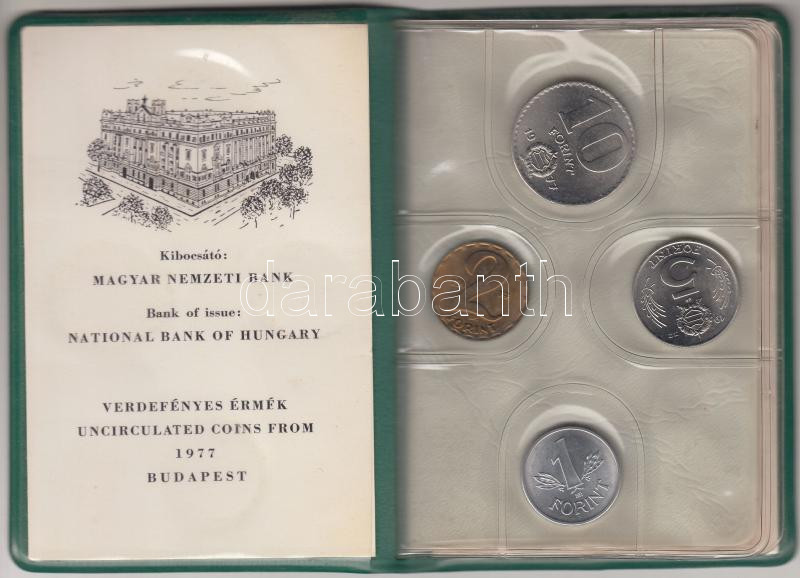 Kibocsátó:
MAGYAR NEMZETI BANK
Bank of issue:
NATIONAL BANK OF HUNGARY
VERDEFÉNYES ÉRMÉK
UNCIRCULATED COINS FROM
1977
BUDAPEST
10
FORINT
1977
2
FORINT
5
FORINT
1
FORINT
darabanth